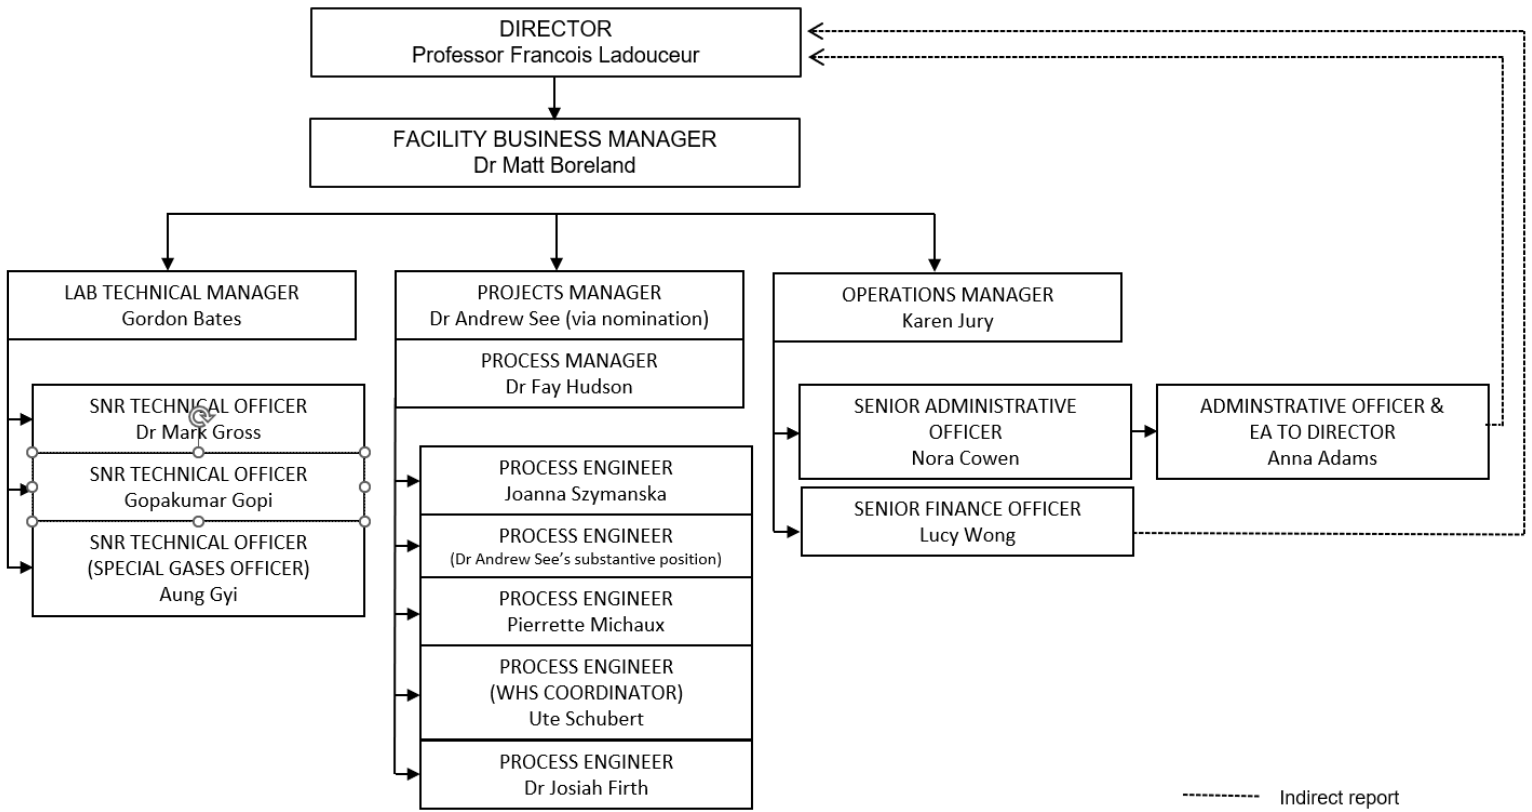 DIRECTOR
Professor Francois Ladouceur
FACILITY BUSINESS MANAGER
Dr Matt Boreland
LAB TECHNICAL MANAGER
Gordon Bates
SNR TECHNICAL OFFICER
Dr Mark Gross
SNR TECHNICAL OFFICER
Gopakumar Gopi
SNR TECHNICAL OFFICER
(SPECIAL GASES OFFICER)
Aung Gyi
PROJECTS MANAGER
Dr Andrew See (via nomination)
PROCESS MANAGER
Dr Fay Hudson
PROCESS ENGINEER
Joanna Szymanska
PROCESS ENGINEER
(Dr Andrew See’s substantive position)
PROCESS ENGINEER
Pierrette Michaux
PROCESS ENGINEER
(WHS COORDINATOR)
Ute Schubert
PROCESS ENGINEER
Dr Josiah Firth
OPERATIONS MANAGER
Karen Jury
SENIOR ADMINISTRATIVE
OFFICER
Nora Cowen
ADMINSTRATIVE OFFICER &
EA TO DIRECTOR
Anna Adams
SENIOR FINANCE OFFICER
Lucy Wong
Indirect report